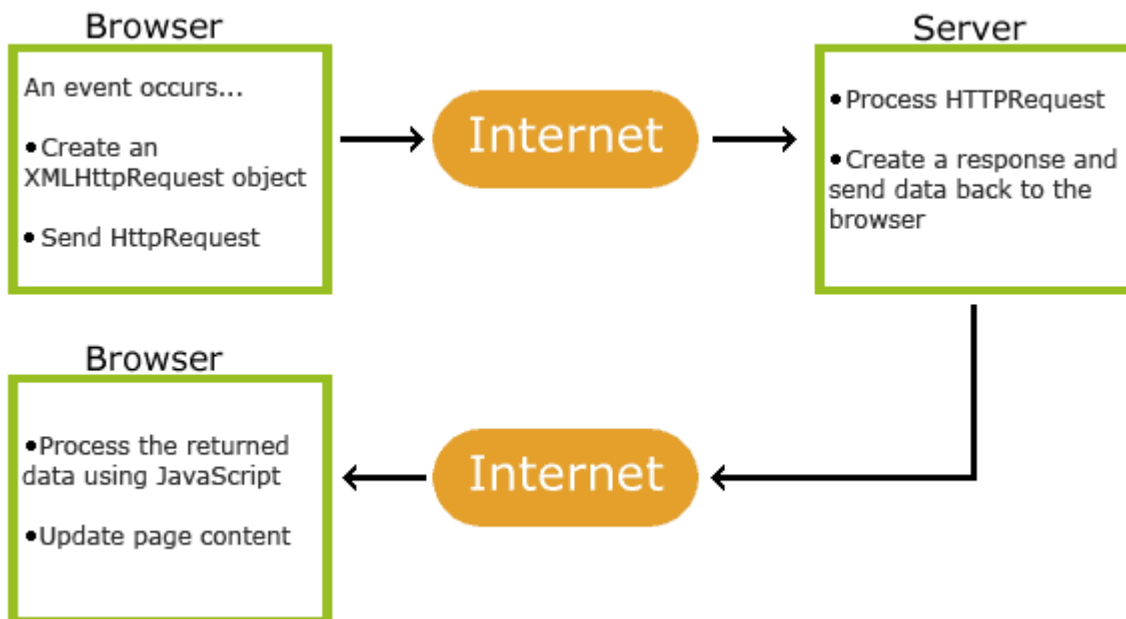 Browser
An event occurs...
•Create an
XMLHttpRequest object
• Send HttpRequest
Internet
Server
•Process HTTPRequest
•Create a response and
send data back to the
browser
Browser
•Process the returned
data using JavaScript
•Update page content
Internet